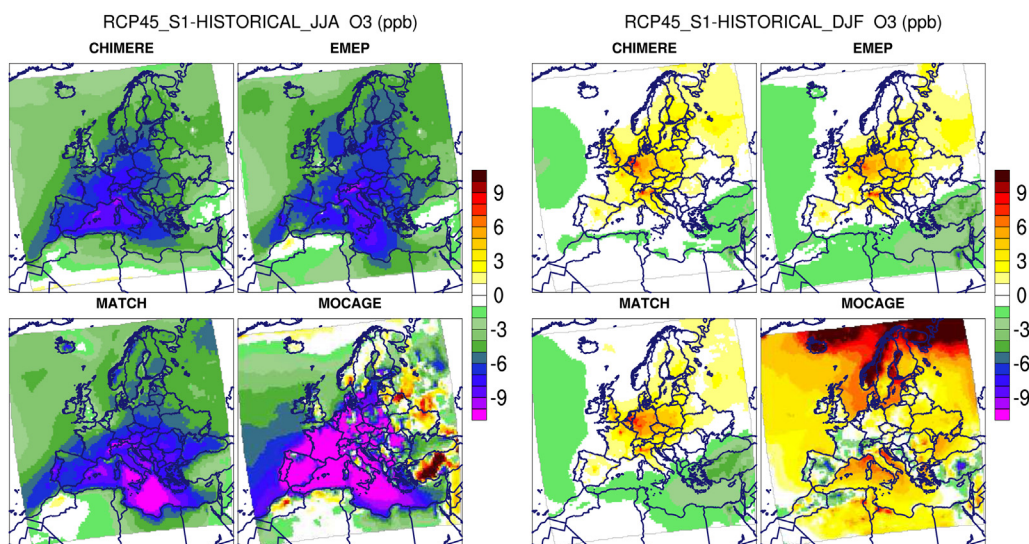 RCP45_S1-HISTORICAL_JJA O3 (ppb)
CHIMERE EMEP
MATCH MOCAGE
9
6
3
0
-3
-6
-9
RCP45_S1-HISTORICAL_DJF O3 (ppb)
CHIMERE EMEP
MATCH MOCAGE
9
6
3
0
-3
-6
-9